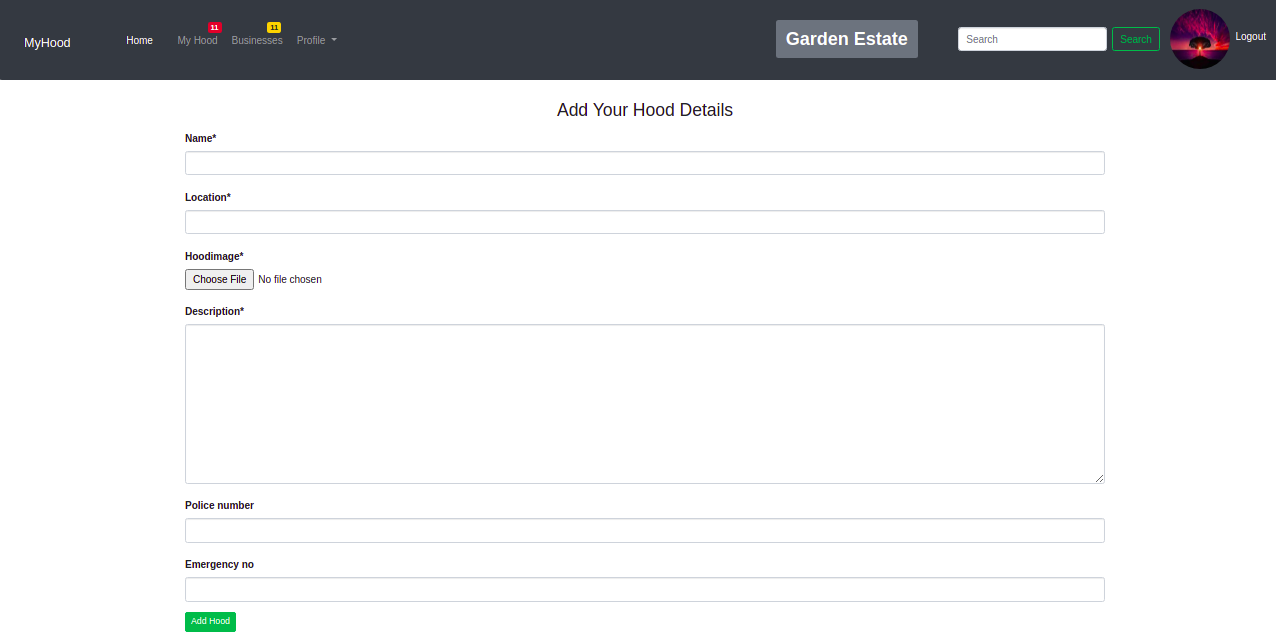 11 11
MyHood Home My Hood Businesses Profile Garden Estate Search Search Logout
Add Your Hood Details
Name*
Location*
Hoodimage*
Choose File No file chosen
Description*
Police number
Emergency no
Add Hood